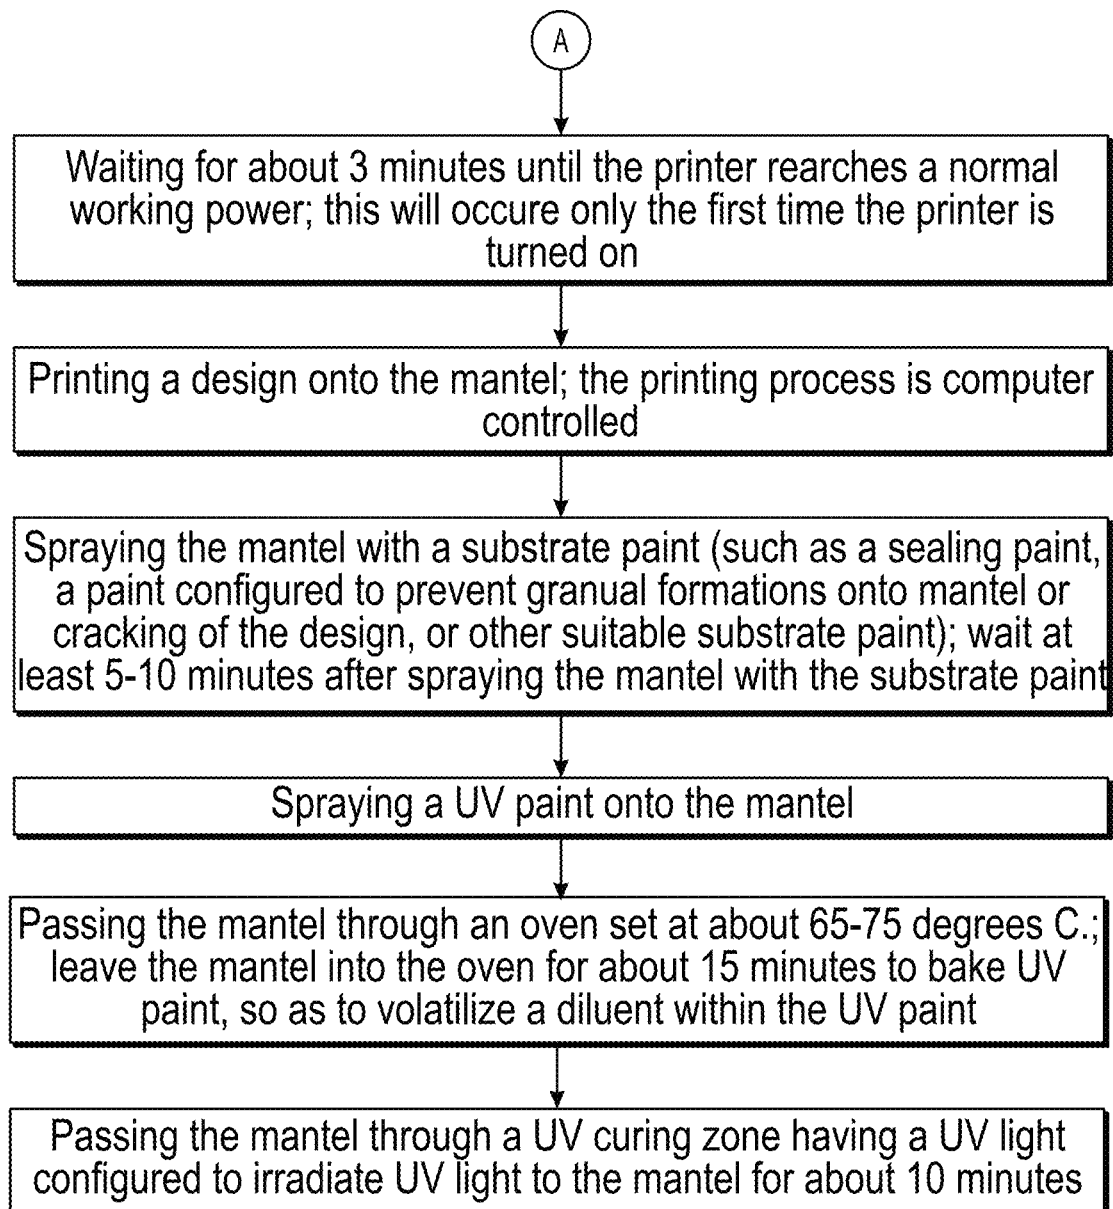 A
Waiting for about 3 minutes until the printer rearches a normal
working power; this will occure only the first time the printer is
turned on
Printing a design onto the mantel; the printing process is computer
controlled
Spraying the mantel with a substrate paint (such as a sealing paint,
a paint configured to prevent granual formations onto mantel or
cracking of the design, or other suitable substrate paint); wait at
least 5-10 minutes after spraying the mantel with the substrate paint
Spraying a UV paint onto the mantel
Passing the mantel through an oven set at about 65-75 degrees C.;
leave the mantel into the oven for about 15 minutes to bake UV
paint, so as to volatilize a diluent within the UV paint
Passing the mantel through a UV curing zone having a UV light
configured to irradiate UV light to the mantel for about 10 minutes